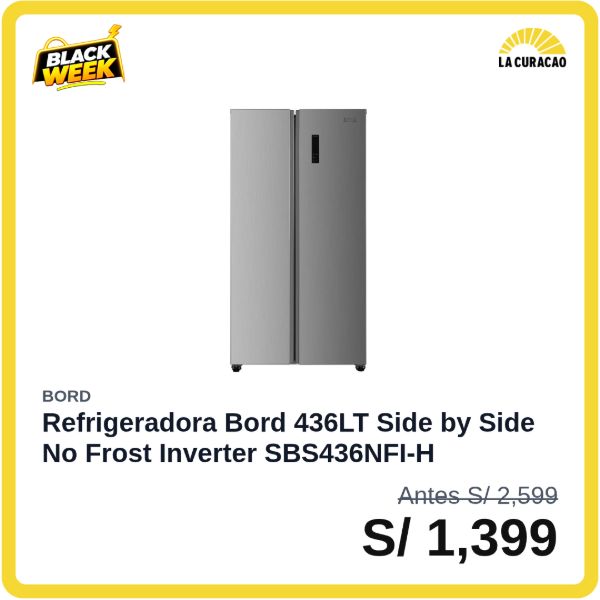 BLACK
WEEK
LA CURACAO
BORD
Refrigeradora Bord 436LT Side by Side
No Frost Inverter SBS436NFI-H
Antes S/ 2,599
S/ 1,399